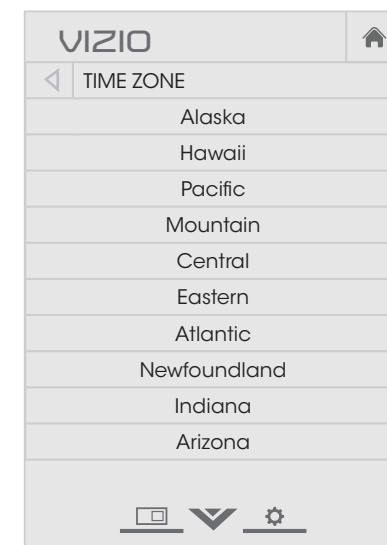 VIZIO
TIME ZONE
Alaska
Hawaii
Pacific
Mountain
Central
Eastern
Atlantic
Newfoundland
Indiana
Arizona